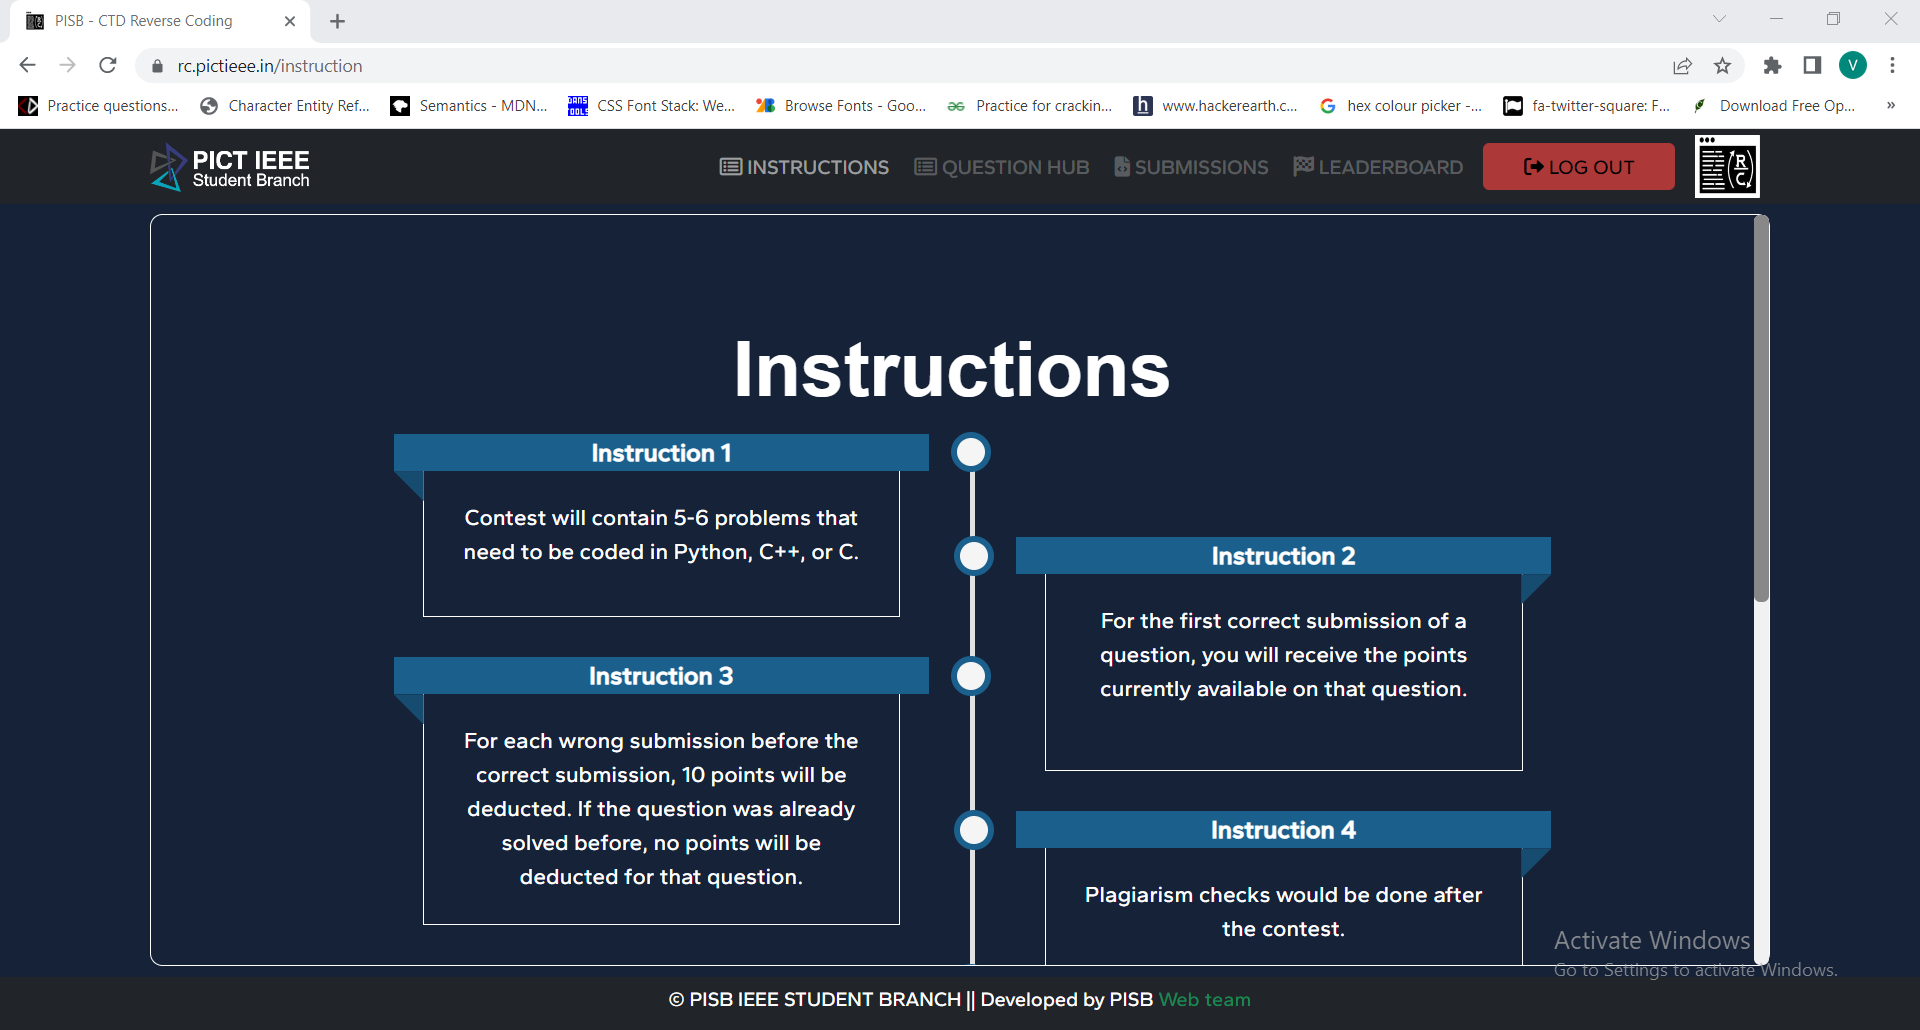 PISB - CTD Reverse Coding
rc.pictieee.in/instruction
V
Practice questions... Character Entity Ref... Semantics - MDN... CSS Font Stack: We... Browse Fonts - Goo... Practice for crackin... www.hackerearth.c... hex colour picker -... fa-twitter-square: F... Download Free Op... »
PICT IEEE
Student Branch
INSTRUCTIONS QUESTION HUB SUBMISSIONS LEADERBOARD LOG OUT
R
C
Instructions
Instruction 1
Contest will contain 5-6 problems that
need to be coded in Python, C++, or C.
Instruction 2
For the first correct submission of a
question, you will receive the points
currently available on that question.
Instruction 3
For each wrong submission before the
correct submission, 10 points will be
deducted. If the question was already
solved before, no points will be
deducted for that question.
Instruction 4
Plagiarism checks would be done after
the contest.
Activate Windows
Go to Settings to activate Windows.
© PISB IEEE STUDENT BRANCH || Developed by PISB Web team